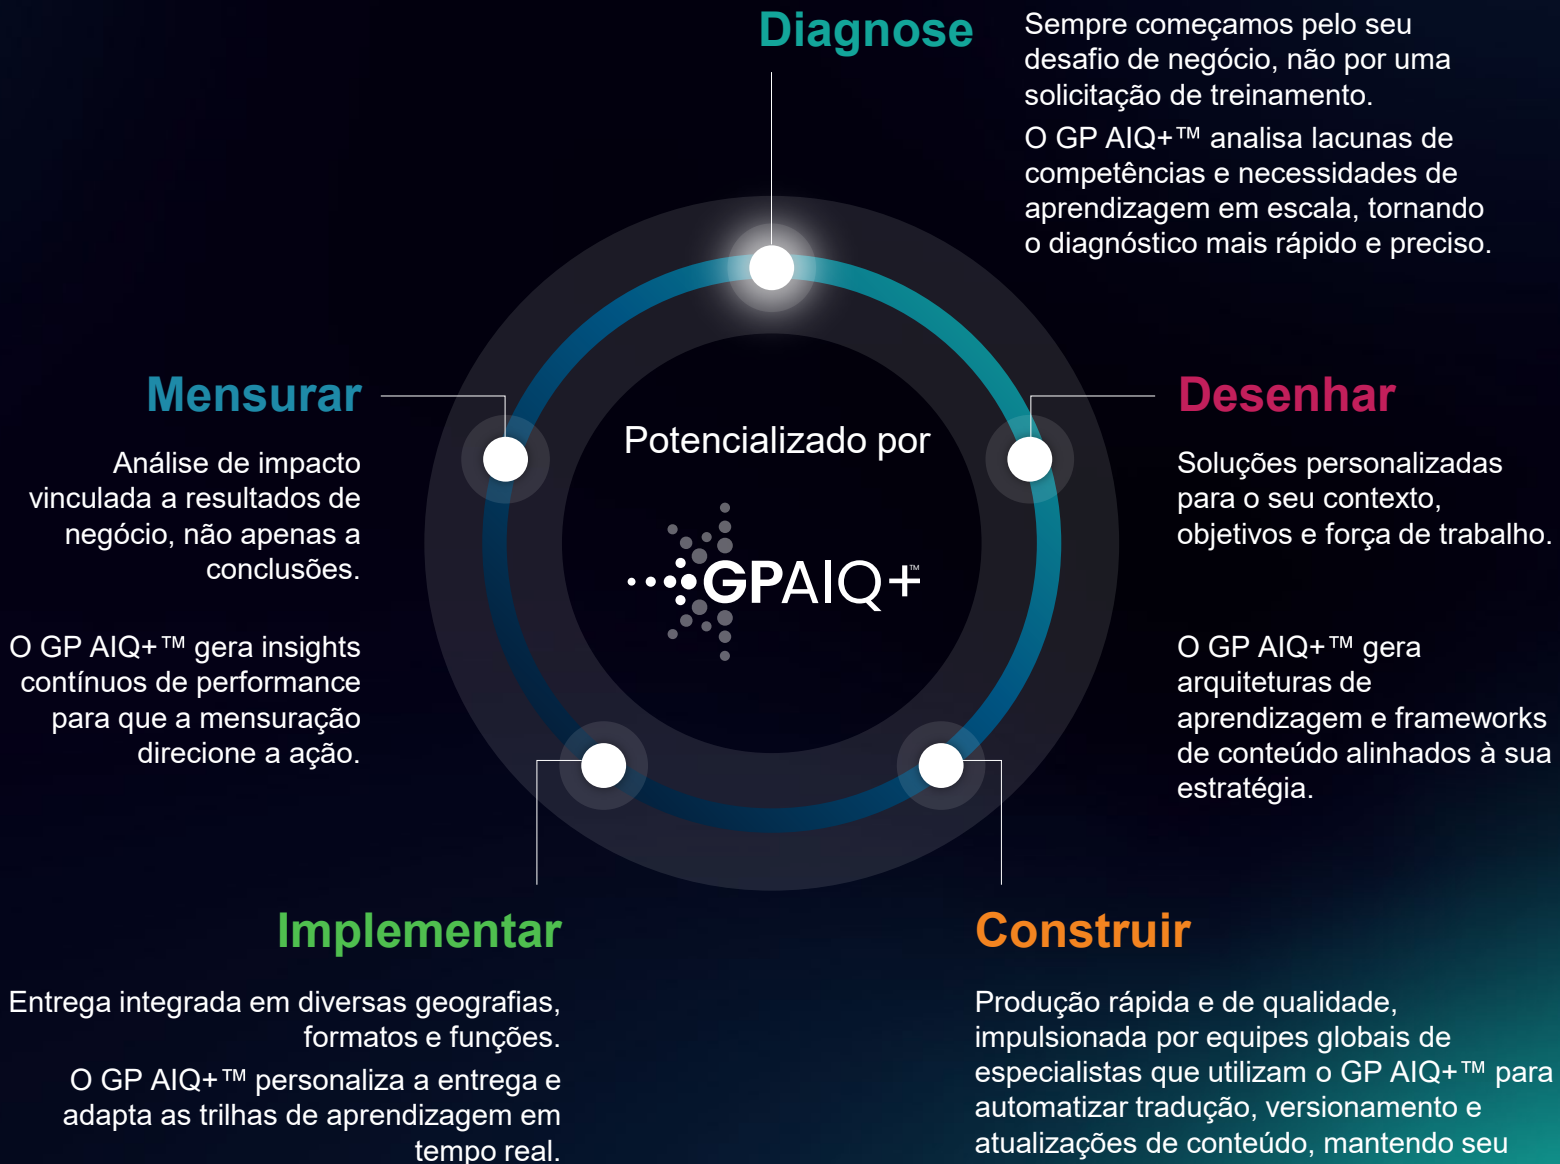 Diagnose
Sempre começamos pelo seu
desafio de negócio, não por uma
solicitação de treinamento.
O GP AIQ+™ analisa lacunas de
competências e necessidades de
aprendizagem em escala, tornando
o diagnóstico mais rápido e preciso.
Desenhar
Soluções personalizadas
para o seu contexto,
objetivos e força de trabalho.
O GP AIQ+™ gera
arquiteturas de
aprendizagem e frameworks
de conteúdo alinhados à sua
estratégia.
Construir
Produção rápida e de qualidade,
impulsionada por equipes globais de
especialistas que utilizam o GP AIQ+™ para
automatizar tradução, versionamento e
atualizações de conteúdo, mantendo seu
Implementar
Entrega integrada em diversas geografias,
formatos e funções.
O GP AIQ+™ personaliza a entrega e
adapta as trilhas de aprendizagem em
tempo real.
Mensurar
Análise de impacto
vinculada a resultados de
negócio, não apenas a
conclusões.
O GP AIQ+™ gera insights
contínuos de performance
para que a mensuração
direcione a ação.
Potencializado por
GPAIQ+™